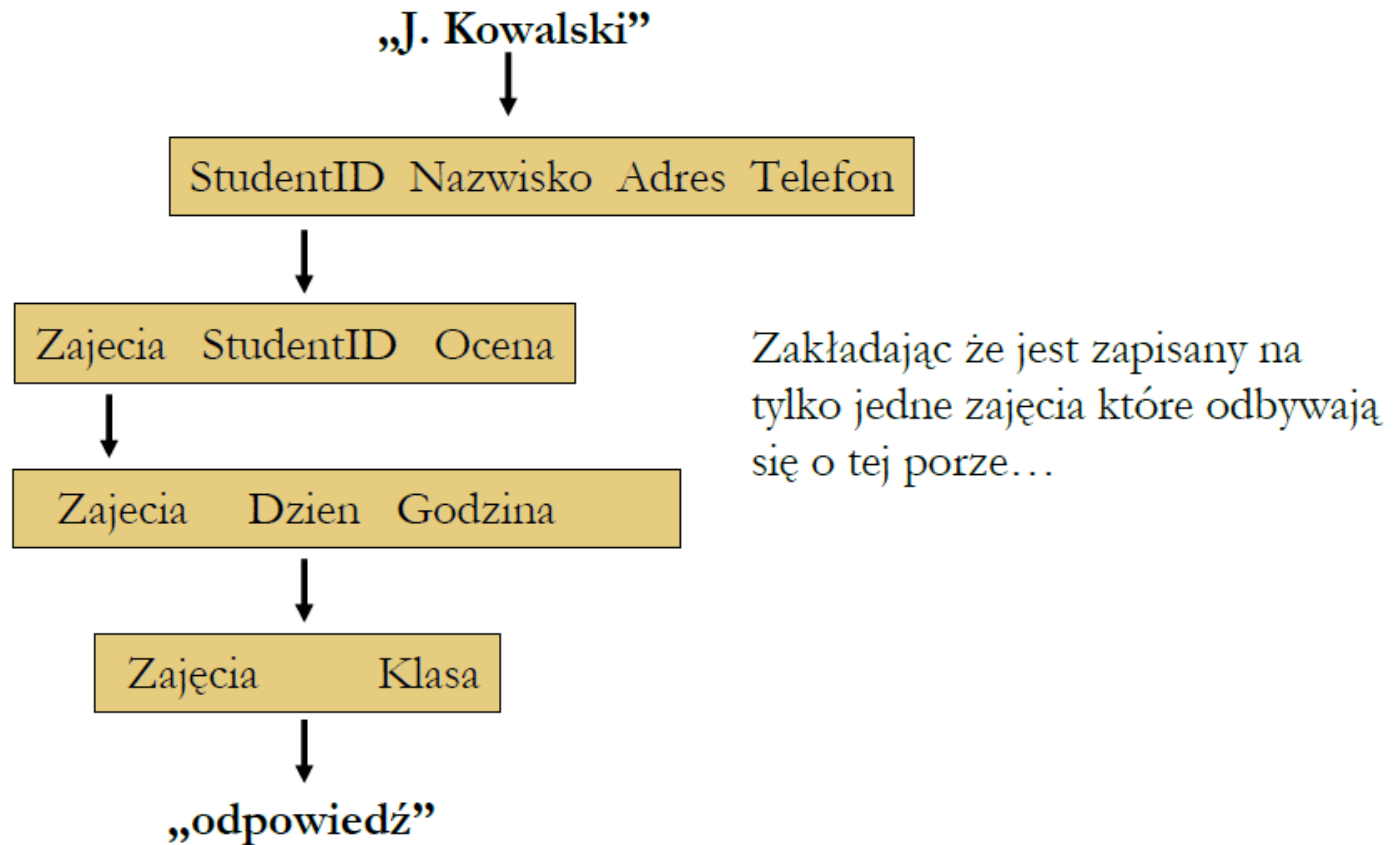 „J. Kowalski”
StudentID Nazwisko Adres Telefon
Zajecia StudentID Ocena
Zakładając że jest zapisany na
tylko jedne zajęcia które odbywają
się o tej porze…
Zajecia Dzien Godzina
Zajęcia Klasa
„odpowiedź”